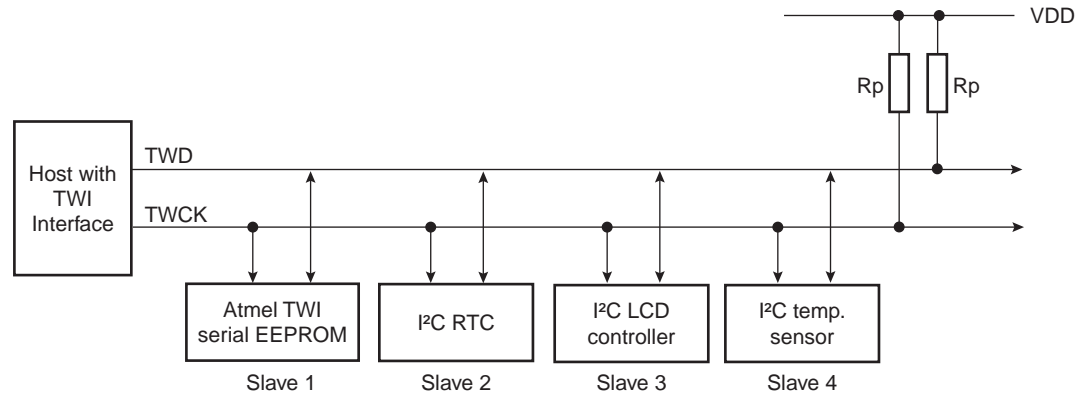 VDD
Rp
Rp
Host with
TWI
Interface
TWD
TWCK
Atmel TWI
serial EEPROM
I²C RTC
I²C LCD
controller
I²C temp.
sensor
Slave 1
Slave 2
Slave 3
Slave 4